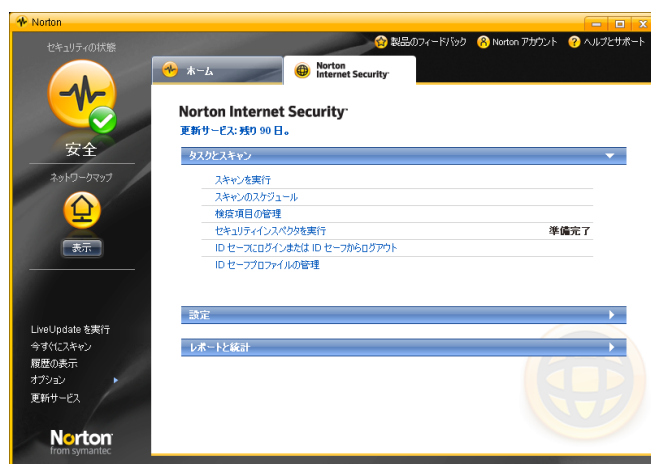 Norton
セキュリティの状態
製品のフィードバック
Norton アカウント
ヘルプとサポート
ホーム
Norton
Internet Security
Norton Internet Security
更新サービス: 残り 90 日。
安全
タスクとスキャン
ネットワークマップ
スキャンを実行
スキャンのスケジュール
検疫項目の管理
セキュリティインスペクタを実行 準備完了
表示
ID セーフにログインまたは ID セーフからログアウト
ID セーフプロファイルの管理
設定
LiveUpdate を実行
今すぐにスキャン
レポートと統計
履歴の表示
オプション
更新サービス
Norton
from symantec